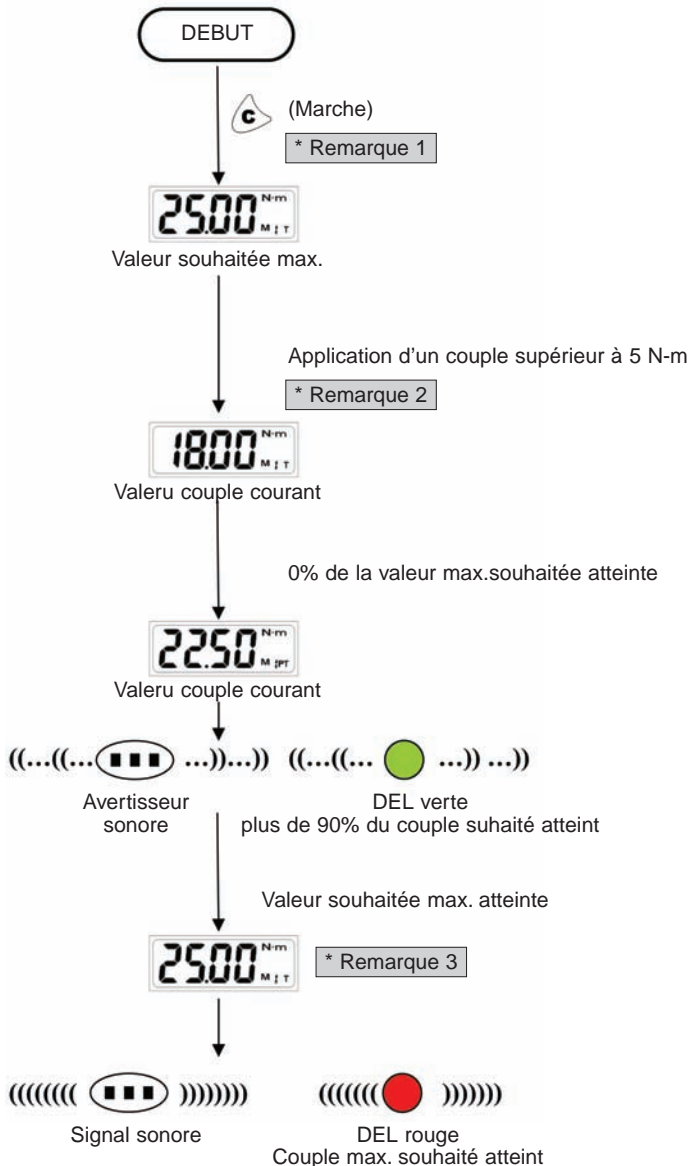 DEBUT
C (Marche)
* Remarque 1
25.00 N-m
M T
Valeur souhaitée max.
Application d'un couple supérieur à 5 N-m
* Remarque 2
18.00 N-m
M T
Valeru couple courant
0% de la valeur max.souhaitée atteinte
22.50 N-m
M PT
Valeru couple courant
((...((... ...))...)) ((...((... ...)) ...))
Avertisseur
sonore
DEL verte
plus de 90% du couple suhaité atteint
Valeur souhaitée max. atteinte
25.00 N-m
M T
* Remarque 3
(((((((( )))))))) ((((((( )))))))
Signal sonore
DEL rouge
Couple max. souhaité atteint